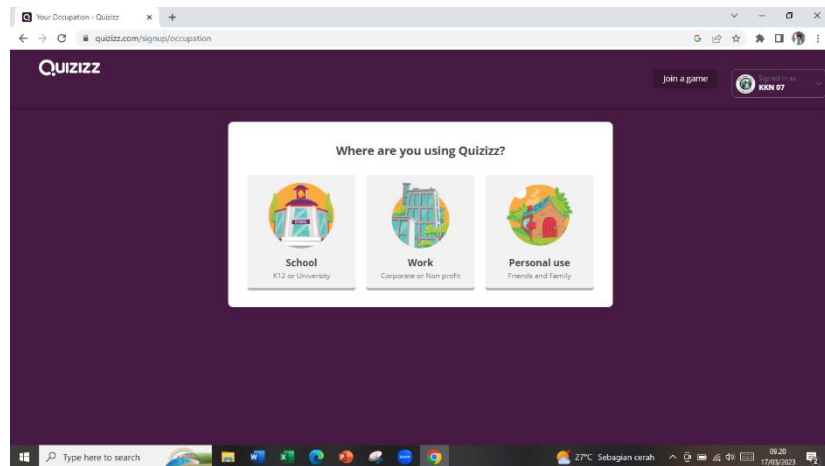 Your Occupation - Quizizz
quizizz.com/signup/occupation
QUIZIZZ
Join a game
Signed in as
KKN 07
Where are you using Quizizz?
SCHOOL
School
K12 or University
Work
Corporate or Non profit
Personal use
Friends and Family
Type here to search
27°C Sebagian cerah
09.20
17/03/2023